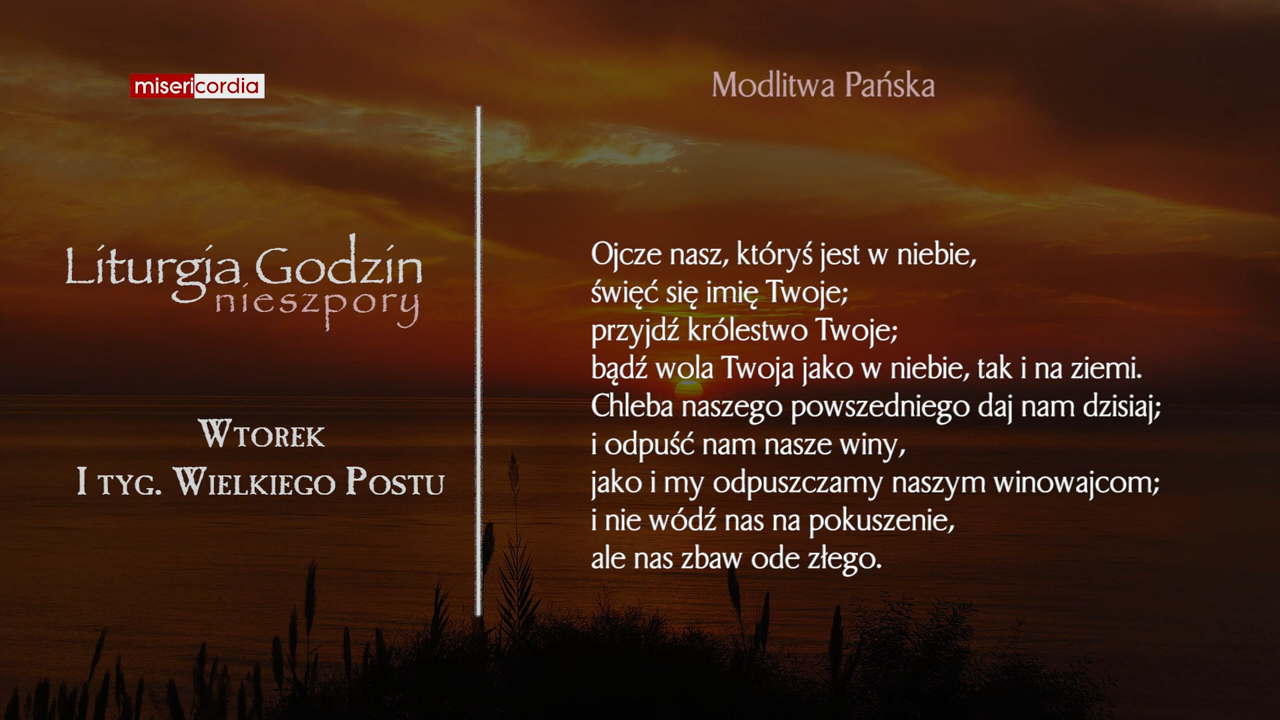 misericordia
Modlitwa Pańska
Liturgia Godzin
nieszpory
Wtorek
I tyg. Wielkiego Postu
Ojcze nasz, któryś jest w niebie,
święć się imię Twoje;
przyjdź królestwo Twoje;
bądź wola Twoja jako w niebie, tak i na ziemi.
Chleba naszego powszedniego daj nam dzisiaj;
i odpuść nam nasze winy,
jako i my odpuszczamy naszym winowajcom;
i nie wódź nas na pokuszenie,
ale nas zbaw ode złego.